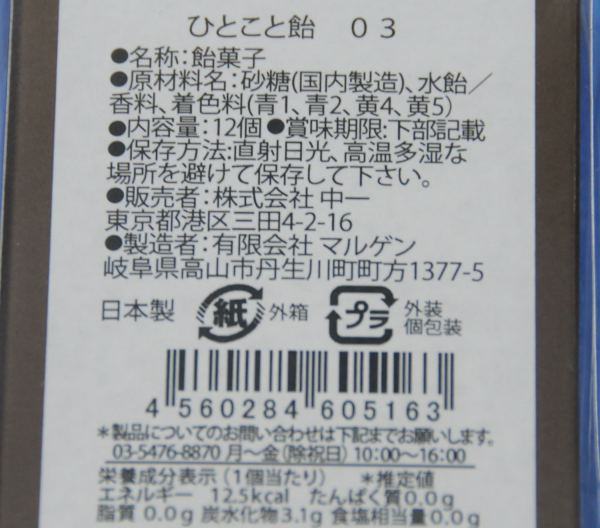 ひとこと飴　０３
●名称:飴菓子
●原材料名:砂糖(国内製造)、水飴／
香料、着色料(青1、青2、黄4、黄5)
●内容量:12個 ●賞味期限:下部記載
●保存方法:直射日光、高温多湿な
場所を避けて保存して下さい。
●販売者:株式会社 中一
東京都港区三田4-2-16
●製造者:有限会社 マルゲン
岐阜県高山市丹生川町町方1377-5
日本製 紙 外箱 プラ 外装
個包装
4 560284 605163
＊製品についてのお問い合わせは下記までお願いします。
03-5476-8870 月～金(除祝日) 10:00～16:00
栄養成分表示（1個当たり）　＊推定値
エネルギー　12.5kcal　たんぱく質0.0g
脂質 0.0g 炭水化物3.1g 食塩相当量0.0g